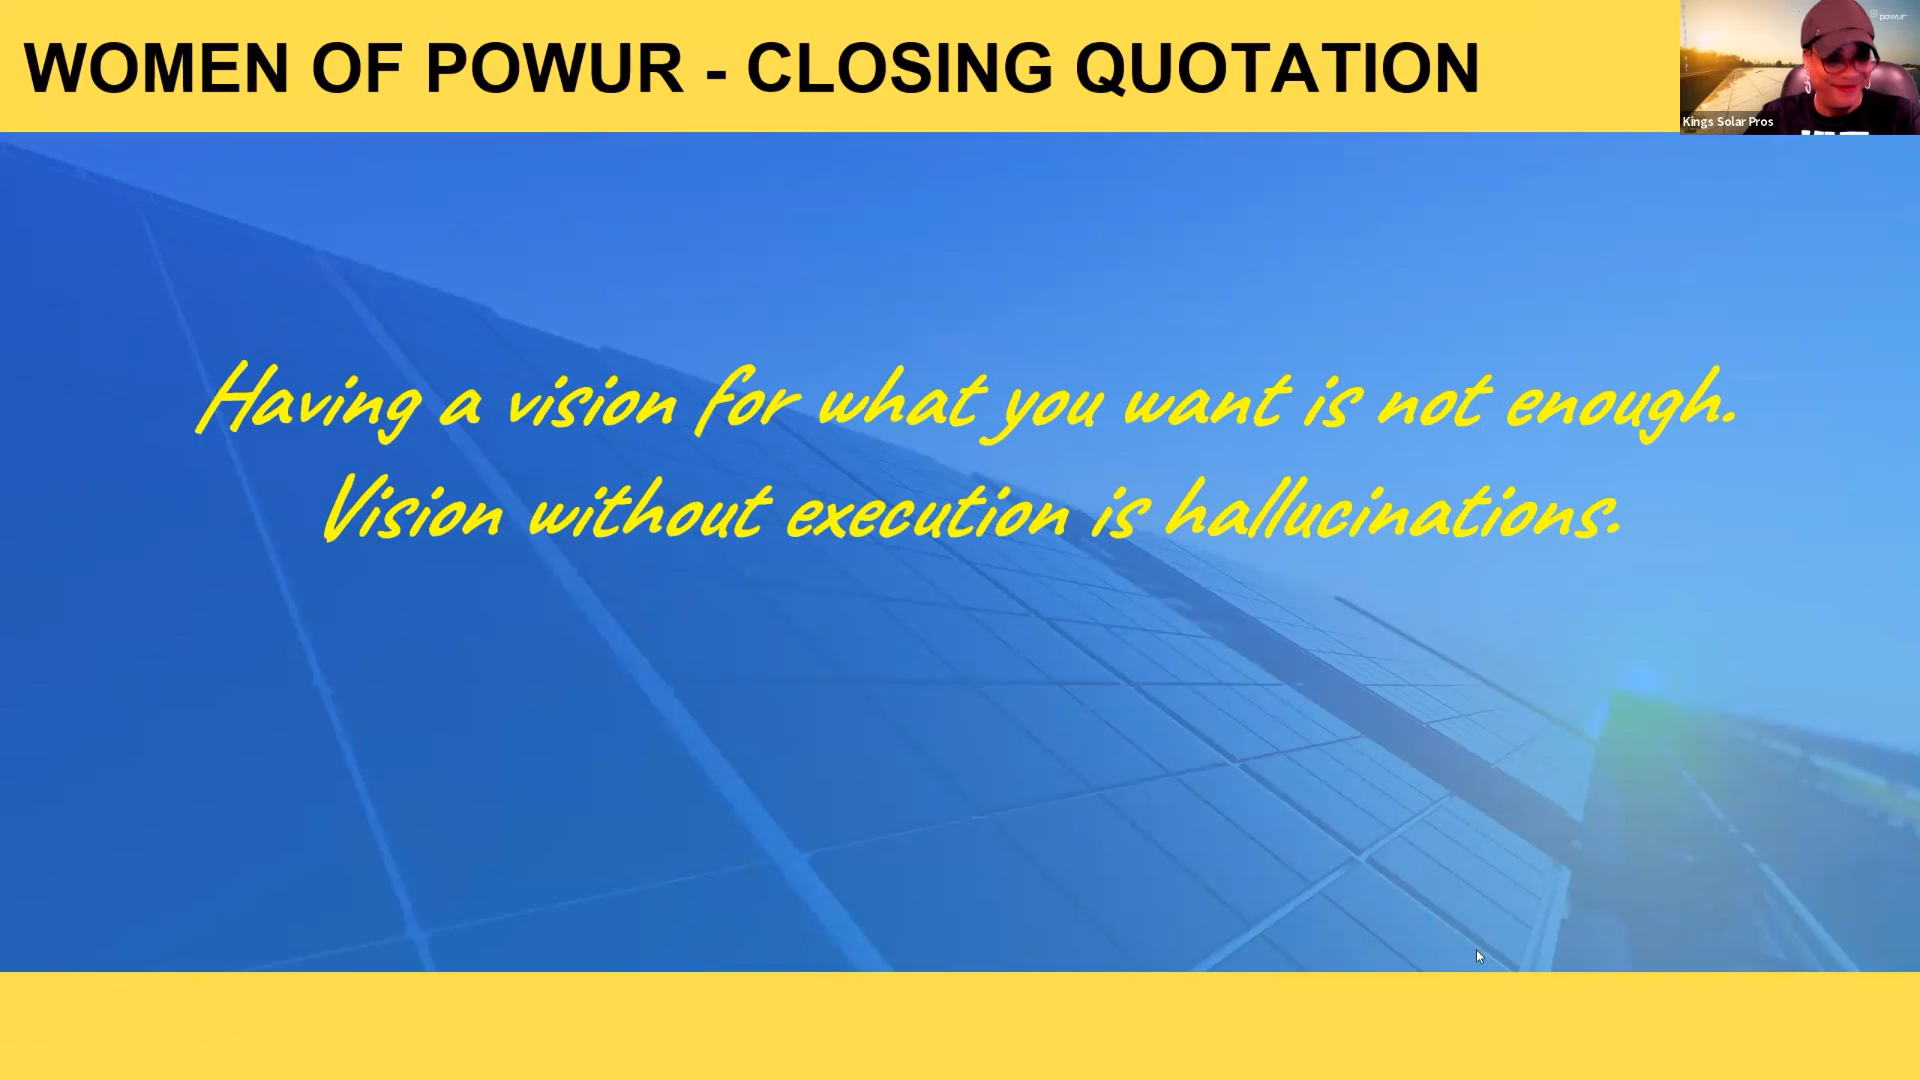 WOMEN OF POWUR - CLOSING QUOTATION
powur
Kings Solar Pros
Having a vision for what you want is not enough.
Vision without execution is hallucinations.